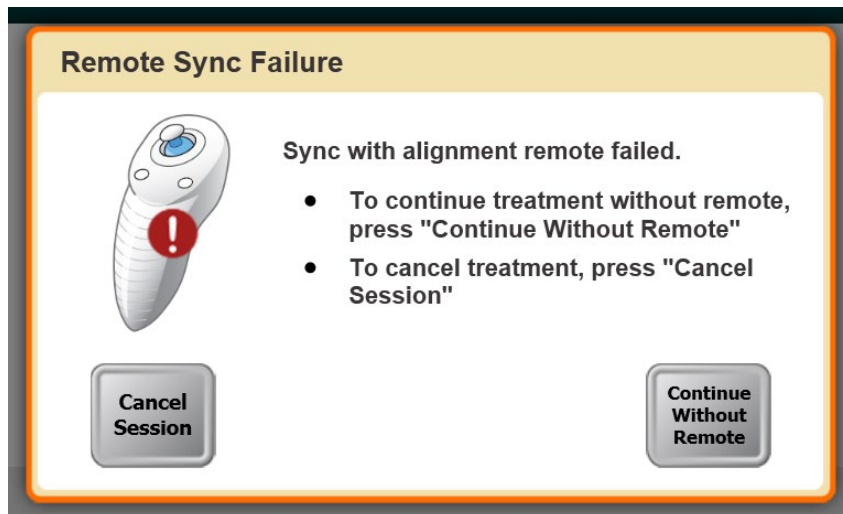 Remote Sync Failure
Sync with alignment remote failed.
● To continue treatment without remote,
press "Continue Without Remote"
● To cancel treatment, press "Cancel
Session"
Cancel
Session
Continue
Without
Remote